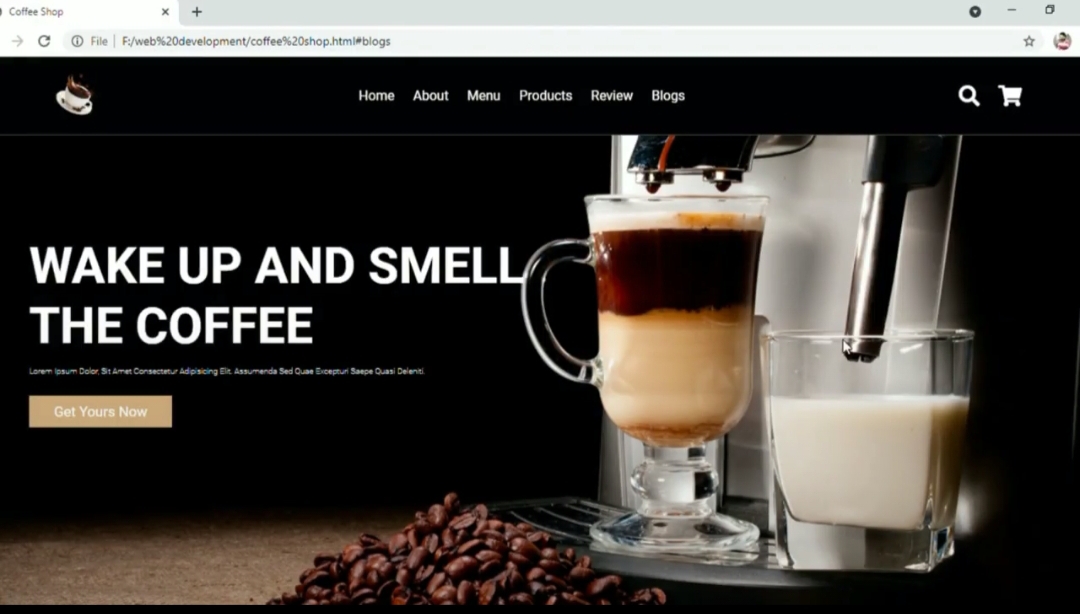 Coffee Shop
File
F:/web%20development/coffee%20shop.html#blogs
Home About Menu Products Review Blogs
WAKE UP AND SMELL
THE COFFEE
Lorem Ipsum Dolor, Sit Amet Consectetur Adipisicing Elit. Assumenda Sed Quae Excepturi Saepe Quasi Deleniti.
Get Yours Now